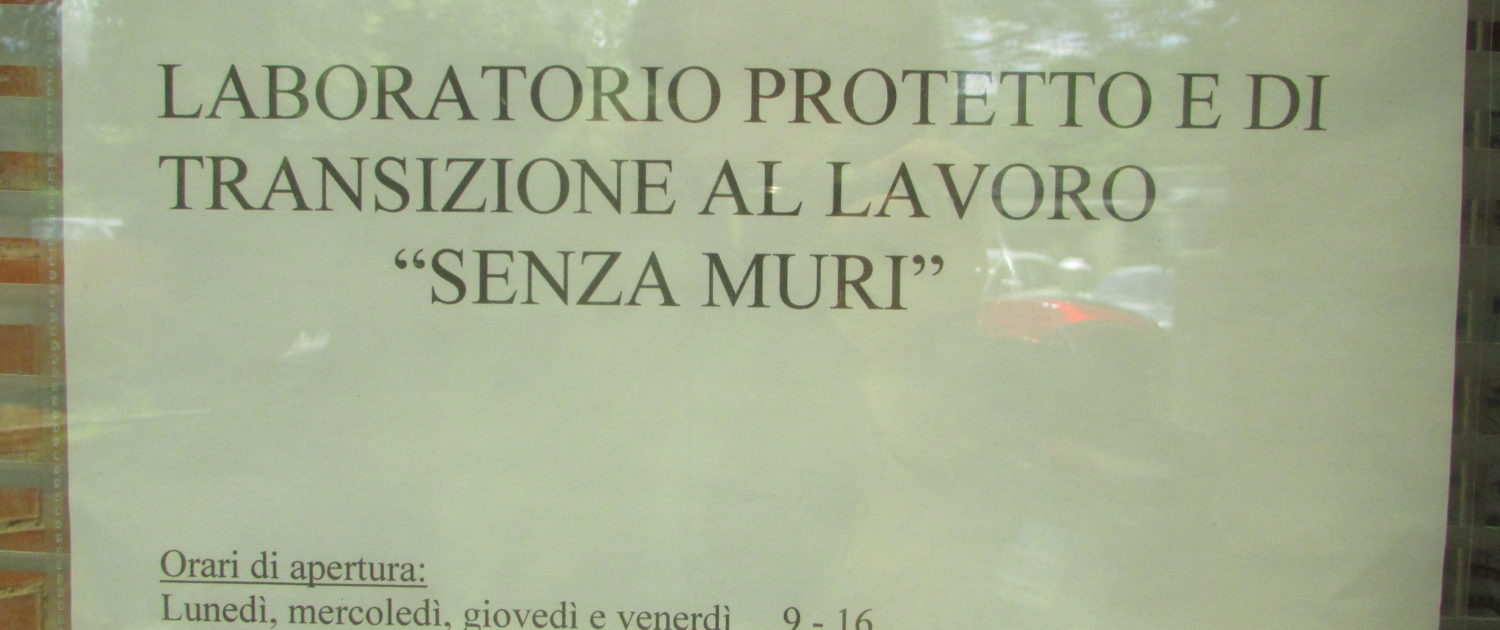 LABORATORIO PROTETTO E DI
TRANSIZIONE AL LAVORO
“SENZA MURI”
Orari di apertura:
Lunedì, mercoledì, giovedì e venerdì 9 - 16